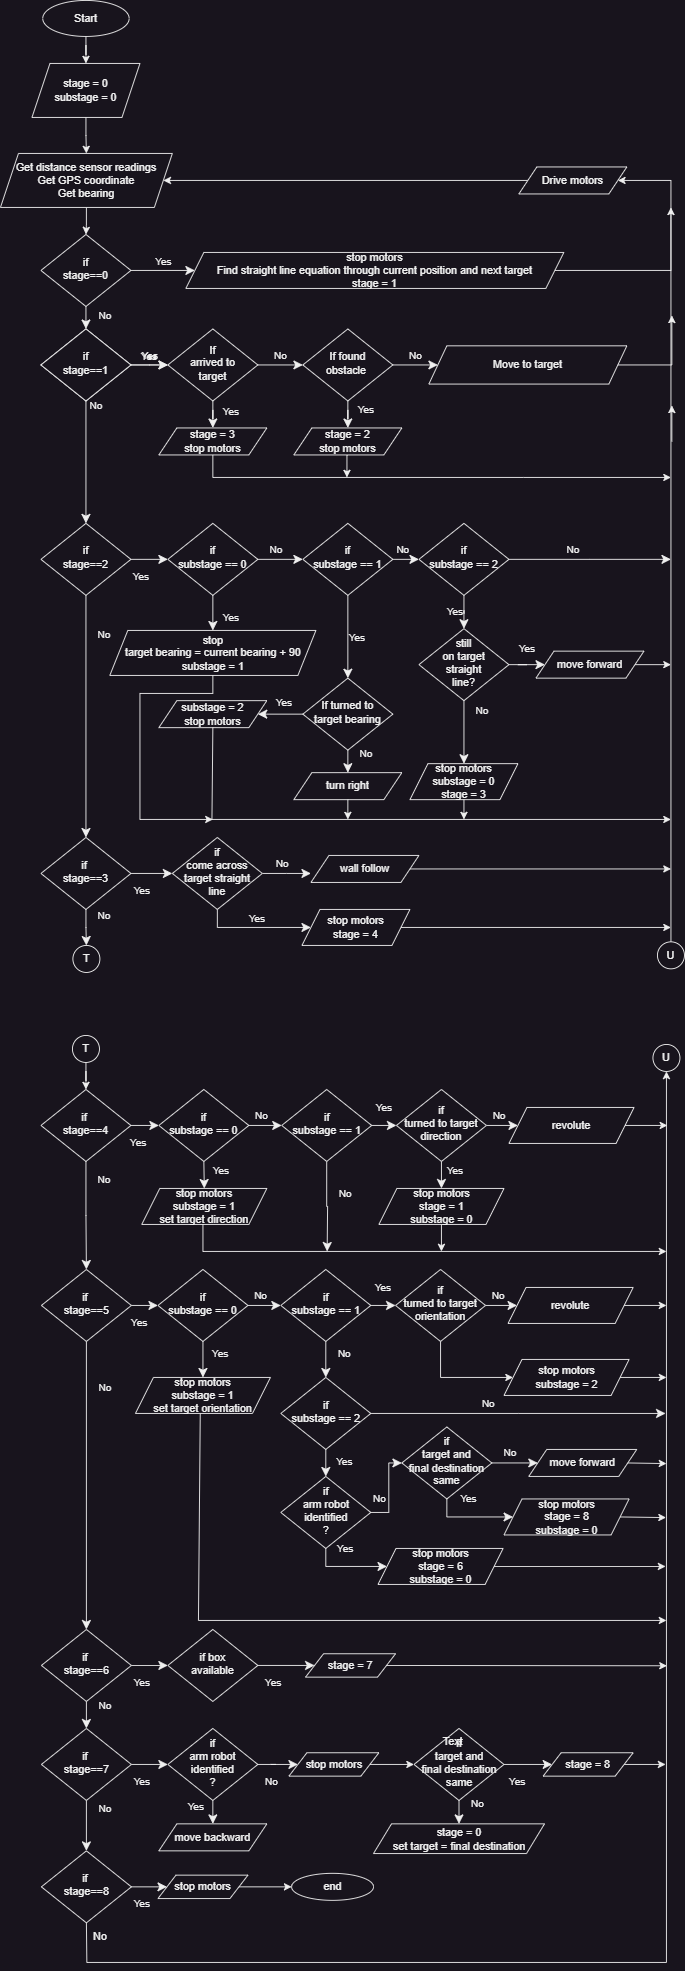 Start
stage = 0
substage = 0
Get distance sensor readings
Get GPS coordinate
Get bearing
Drive motors
if
stage==0
Yes
stop motors
Find straight line equation through current position and next target
stage = 1
No
if
stage==1
Yes
If
arrived to
target
No
If found
obstacle
No
Move to target
No
Yes
Yes
stage = 3
stop motors
stage = 2
stop motors
if
stage==2
Yes
if
substage == 0
No
if
substage == 1
No
if
substage == 2
No
Yes
Yes
Yes
No
stop
target bearing = current bearing + 90
substage = 1
still
on target
straight
line?
Yes
move forward
substage = 2
stop motors
Yes
If turned to
target bearing
No
No
turn right
stop motors
substage = 0
stage = 3
if
stage==3
Yes
if
come across
target straight
line
No
wall follow
No
Yes
stop motors
stage = 4
T
U
T
U
if
stage==4
Yes
if
substage == 0
No
if
substage == 1
Yes
if
turned to target
direction
No
revolute
No
Yes
No
Yes
stop motors
substage = 1
set target direction
stop motors
stage = 1
substage = 0
if
stage==5
Yes
if
substage == 0
No
if
substage == 1
Yes
if
turned to target
orientation
No
revolute
Yes
No
No
stop motors
substage = 1
set target orientation
stop motors
substage = 2
if
substage == 2
No
Yes
if
target and
final destination
same
No
move forward
if
arm robot
identified
?
No
Yes
stop motors
stage = 8
substage = 0
Yes
stop motors
stage = 6
substage = 0
if
stage==6
Yes
if box
available
Yes
stage = 7
No
if
stage==7
Yes
if
arm robot
identified
?
No
stop motors
Text
if
target and
final destination
same
Yes
stage = 8
No
Yes
No
move backward
stage = 0
set target = final destination
if
stage==8
Yes
stop motors
end
No